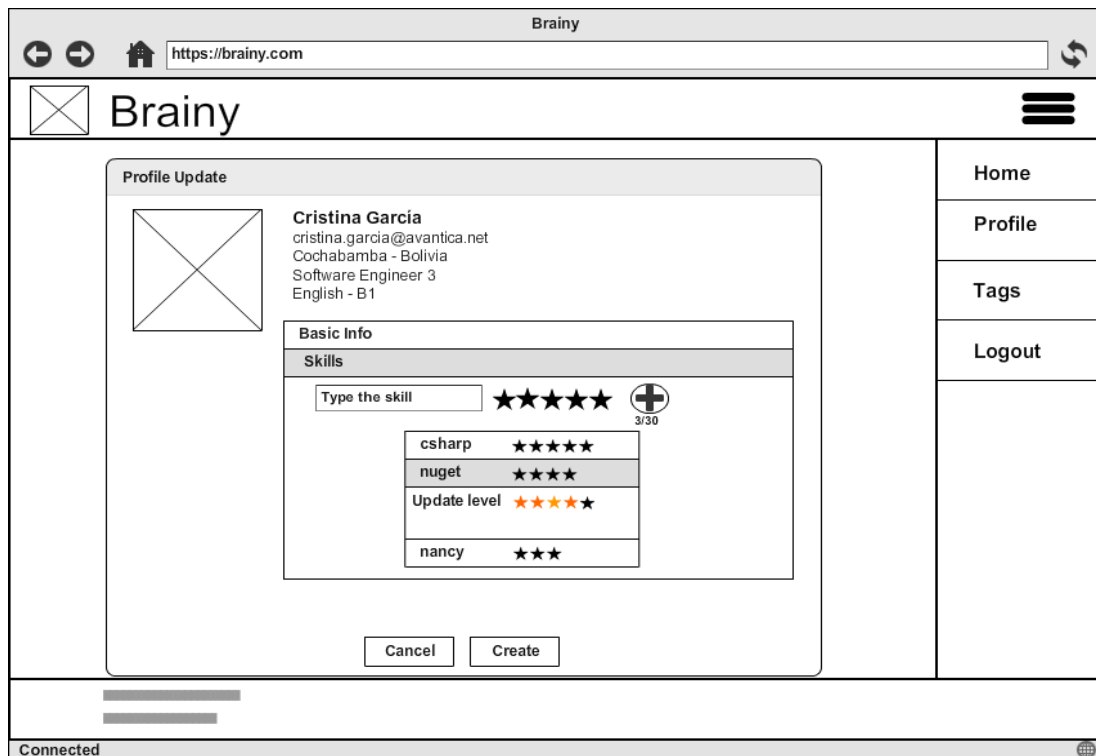 Brainy
https://brainy.com
Brainy
Home
Profile
Tags
Logout
Profile Update
Cristina García
cristina.garcia@avantica.net
Cochabamba - Bolivia
Software Engineer 3
English - B1
Basic Info
Skills
Type the skill
3/30
csharp
nuget
Update level
nancy
Cancel
Create
Connected